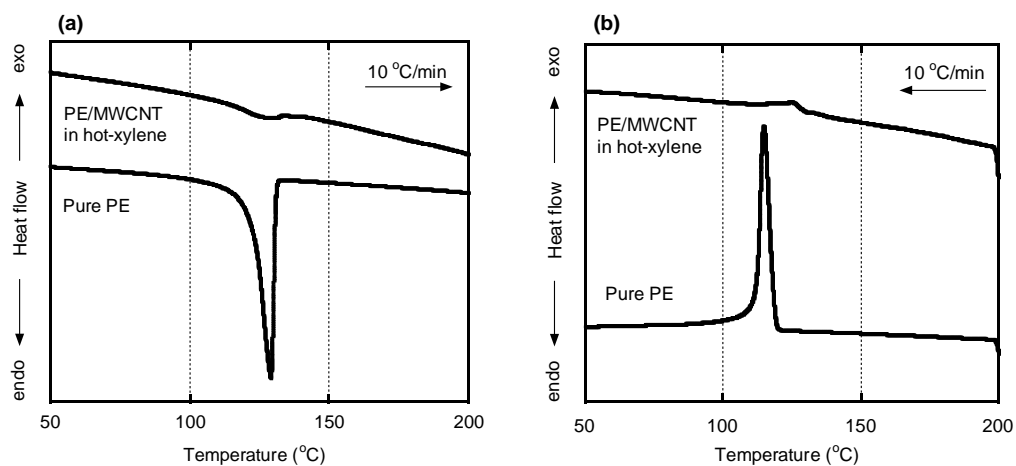 (a)
exo
Heat flow
endo
10 °C/min
PE/MWCNT
in hot-xylene
Pure PE
50
100
150
200
Temperature (°C)
(b)
exo
Heat flow
endo
10 °C/min
PE/MWCNT
in hot-xylene
Pure PE
50
100
150
200
Temperature (°C)